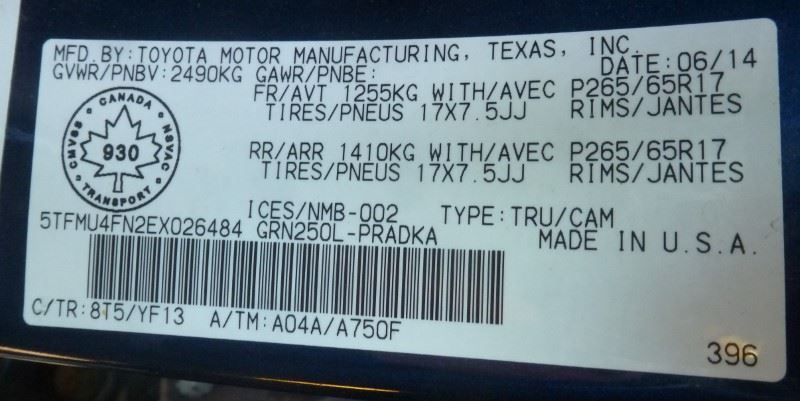 MFD. BY: TOYOTA MOTOR MANUFACTURING, TEXAS, INC.
DATE: 06/14
GVWR/PNBV: 2490KG GAWR/PNBE:
FR/AVT 1255KG WITH/AVEC P265/65R17
TIRES/PNEUS 17X7.5JJ RIMS/JANTES
RR/ARR 1410KG WITH/AVEC P265/65R17
TIRES/PNEUS 17X7.5JJ RIMS/JANTES
CANADA
CMVSS NSVAC
930
TRANSPORT
ICES/NMB-002 TYPE: TRU/CAM
5TFMU4FN2EX026484 GRN250L-PRADKA MADE IN U.S.A.
C/TR: 8T5/YF13 A/TM: A04A/A750F
396